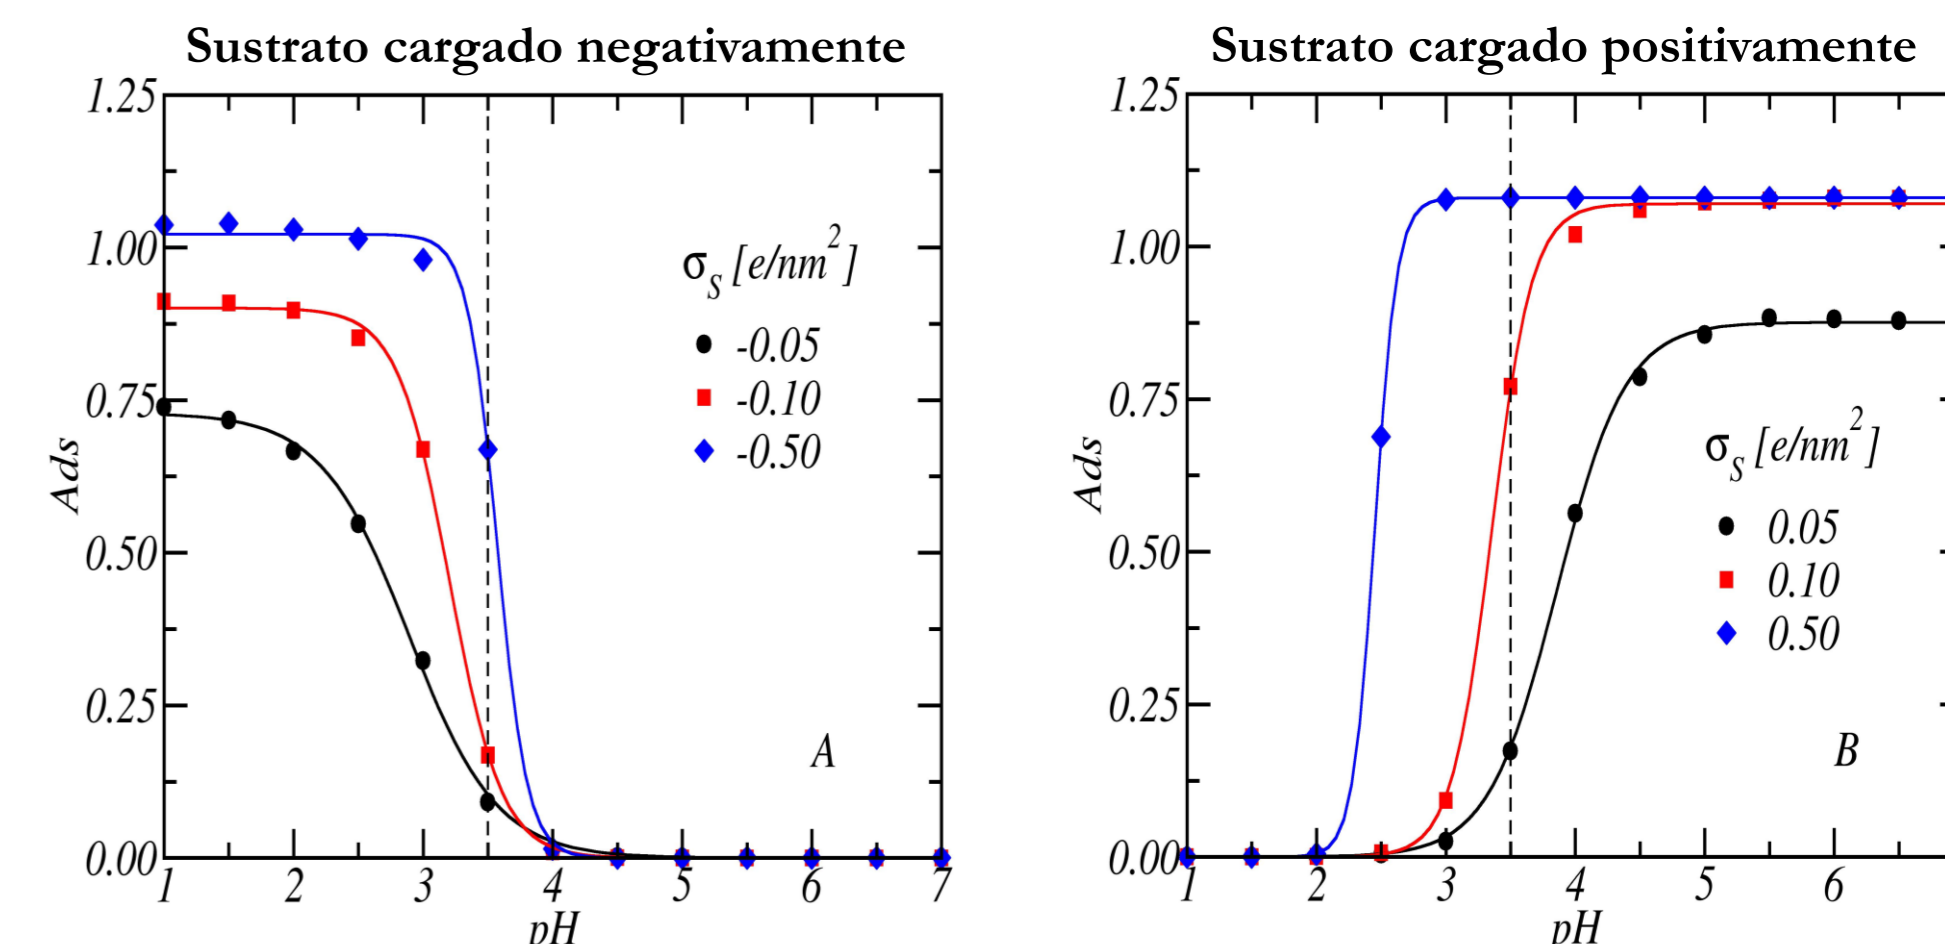 Sustrato cargado negativamente
1.25
1.00
0.75
0.50
0.25
0.00
Ads
1 2 3 4 5 6 7
pH
σS [e/nm2]
-0.05
-0.10
-0.50
A
Sustrato cargado positivamente
1.25
1.00
0.75
0.50
0.25
0.00
Ads
1 2 3 4 5 6
pH
σS [e/nm2]
0.05
0.10
0.50
B